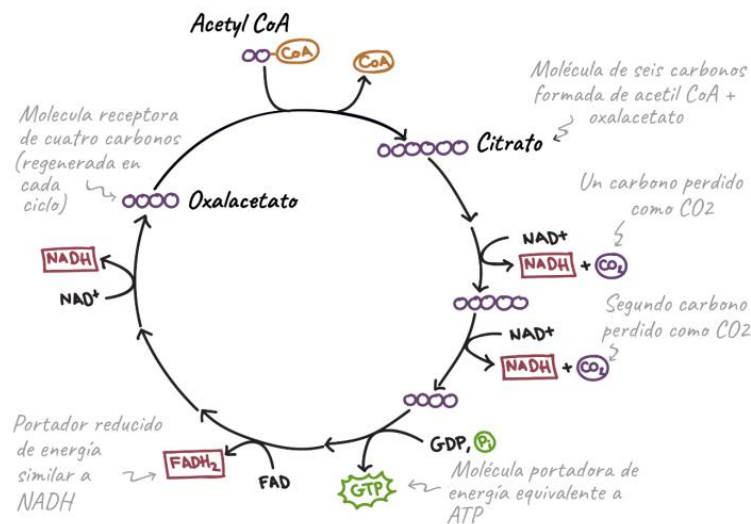 Acetyl CoA
CoA
CoA
Molécula de seis carbonos
formada de acetil CoA +
oxalacetato
Citrato
Molecula receptora
de cuatro carbonos
(regenerada en
cada
ciclo)
Oxalacetato
Un carbono perdido
como CO2
NAD+
NADH + CO₂
NADH
NAD+
Segundo carbono
perdido como CO2
NAD+
NADH + CO₂
GDP, Pi
GTP
Molécula portadora de
energía equivalente a
ATP
FAD
FADH₂
Portador reducido
de energía
similar a
NADH